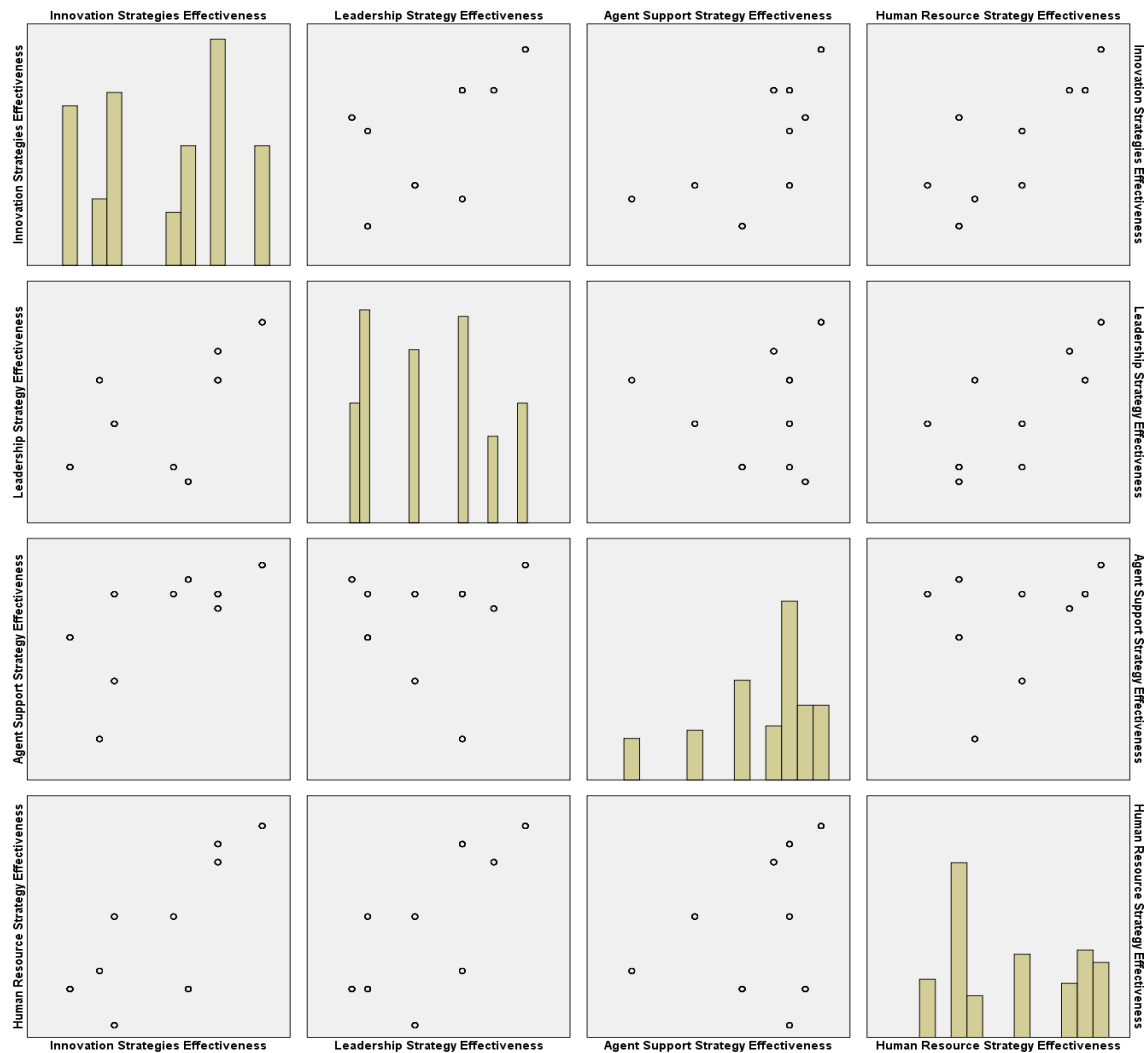 Innovation Strategies Effectiveness
Leadership Strategy Effectiveness
Agent Support Strategy Effectiveness
Human Resource Strategy Effectiveness
Innovation Strategies Effectiveness
Innovation Strategies Effectiveness
Leadership Strategy Effectiveness
Leadership Strategy Effectiveness
Agent Support Strategy Effectiveness
Agent Support Strategy Effectiveness
Human Resource Strategy Effectiveness
Human Resource Strategy Effectiveness
Innovation Strategies Effectiveness
Leadership Strategy Effectiveness
Agent Support Strategy Effectiveness
Human Resource Strategy Effectiveness